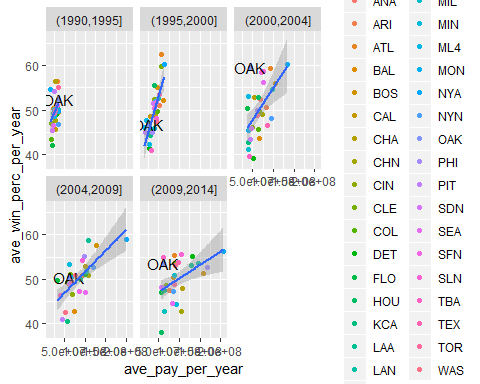 (1990,1995]
(1995,2000]
(2000,2004]
60
50
40
OAK
OAK
OAK
(2004,2009]
(2009,2014]
60
50
40
OAK
OAK
ave_win_perc_per_year
ave_pay_per_year
ANA
ARI
ATL
BAL
BOS
CAL
CHA
CHN
CIN
CLE
COL
DET
FLO
HOU
KCA
LAA
LAN
MIL
MIN
ML4
MON
NYA
NYN
OAK
PHI
PIT
SDN
SEA
SFN
SLN
TBA
TEX
TOR
WAS